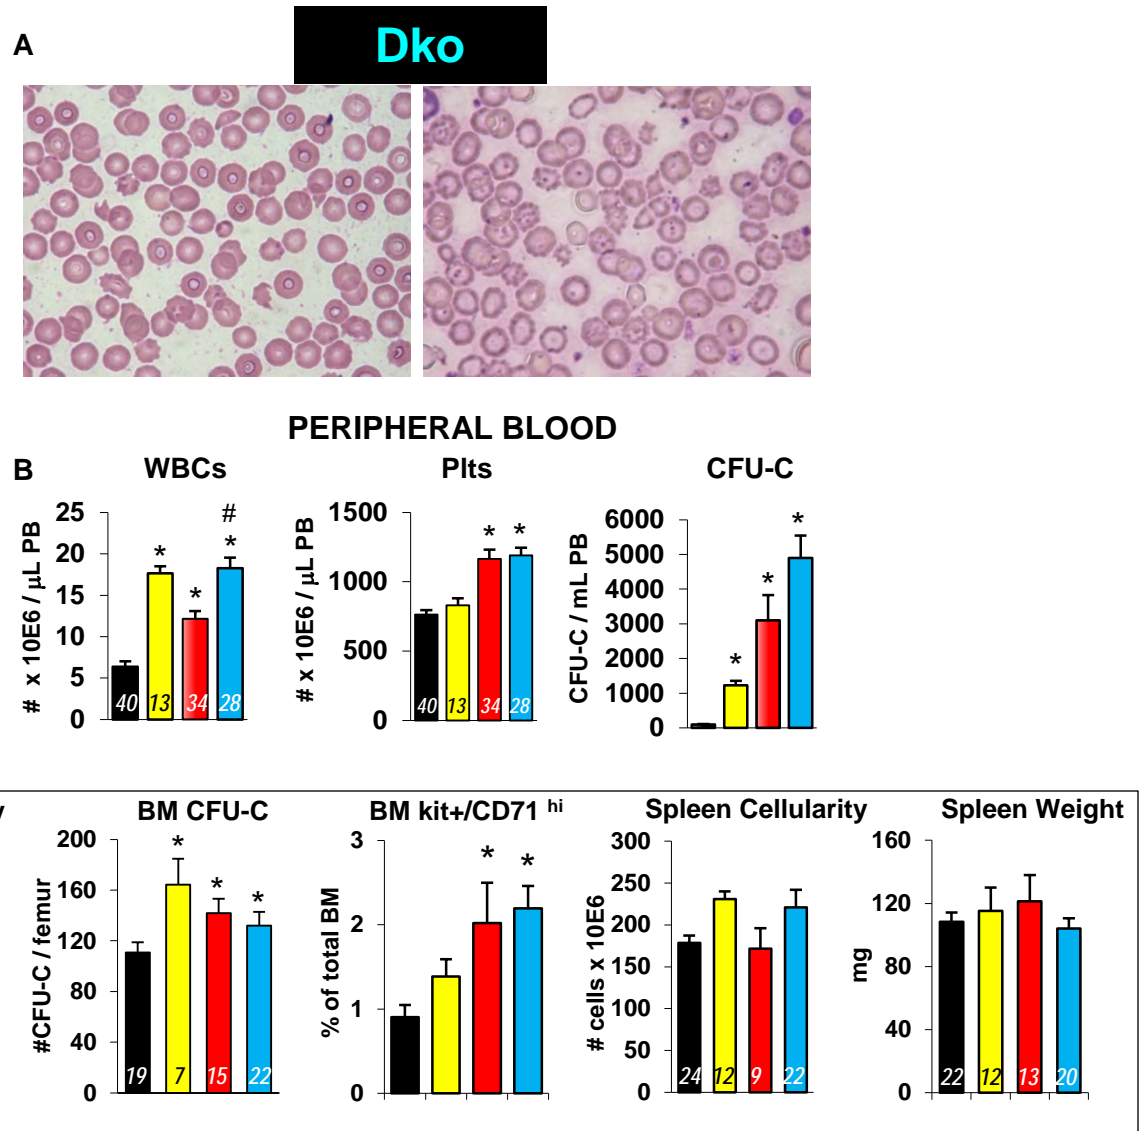 A
Dko
PERIPHERAL BLOOD
B
WBCs
# x 10E6 / µL PB
25
20
15
10
5
0
*
*
#
*
40 13 34 28
Plts
# x 10E6 / µL PB
1500
1000
500
0
*
*
40 13 34 28
CFU-C
CFU-C / mL PB
6000
5000
4000
3000
2000
1000
0
*
*
*
BM CFU-C
#CFU-C / femur
200
160
120
80
40
0
*
*
*
19 7 15 22
BM kit+/CD71 hi
% of total BM
3
2
1
0
*
*
Spleen Cellularity
# cells x 10E6
300
250
200
150
100
50
0
24 12 9 22
Spleen Weight
mg
160
120
80
40
0
22 12 13 20